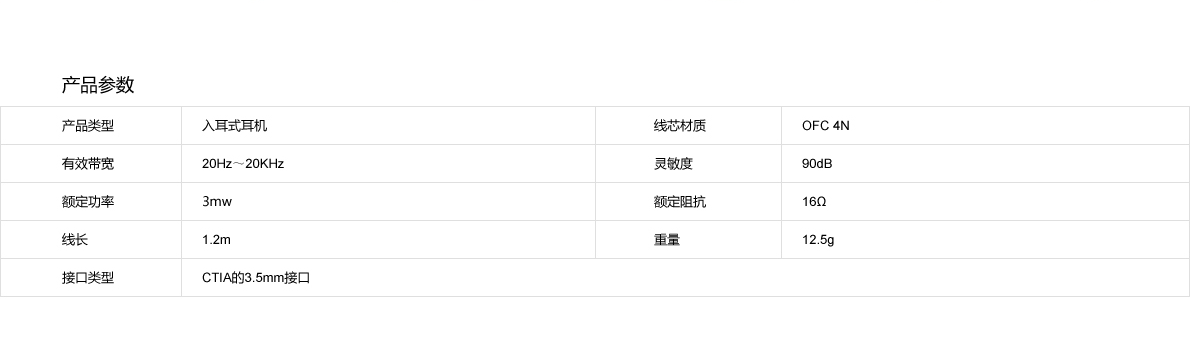 产品参数
产品类型 入耳式耳机 线芯材质 OFC 4N
有效带宽 20Hz～20KHz 灵敏度 90dB
额定功率 3mw 额定阻抗 16Ω
线长 1.2m 重量 12.5g
接口类型 CTIA的3.5mm接口